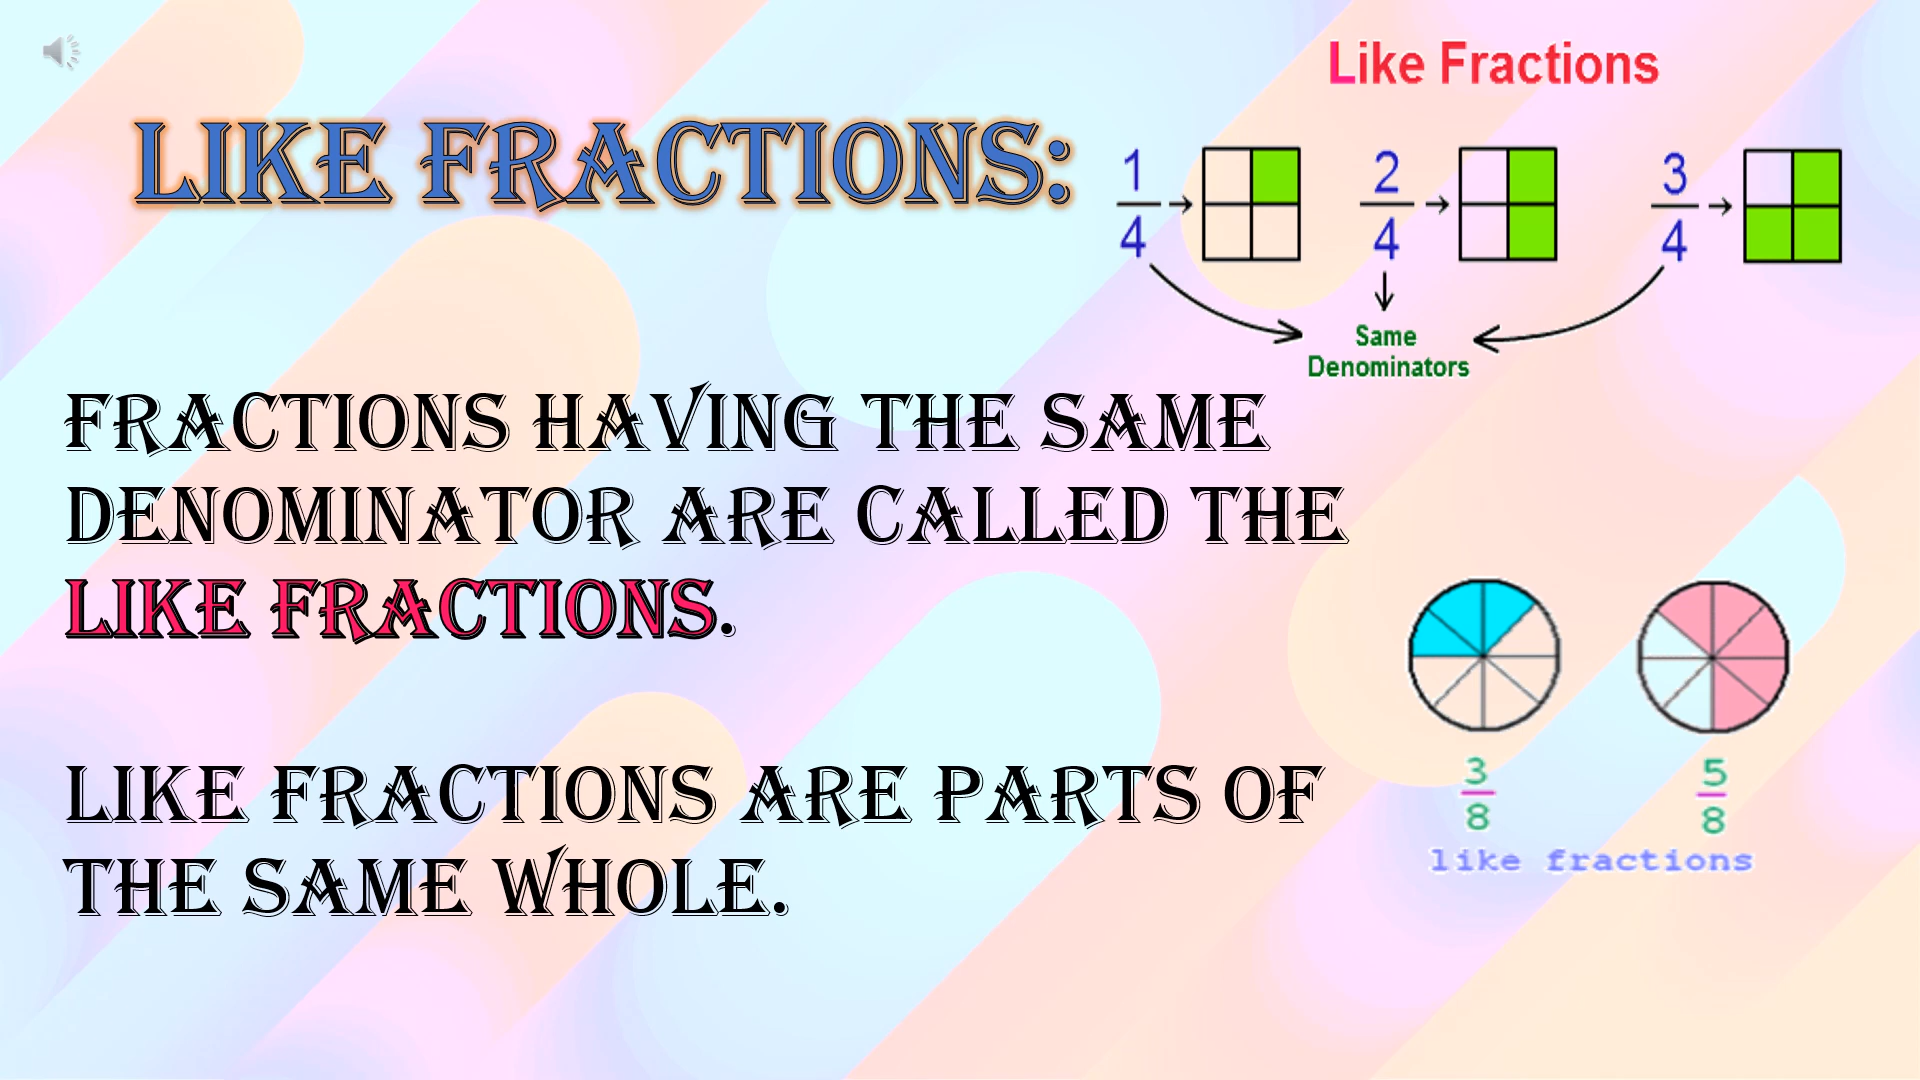 LIKE FRACTIONS:
FRACTIONS HAVING THE SAME
DENOMINATOR ARE CALLED THE
LIKE FRACTIONS.
LIKE FRACTIONS ARE PARTS OF
THE SAME WHOLE.
Like Fractions
1 2 3
4 4 4
Same
Denominators
3 5
8 8
like fractions